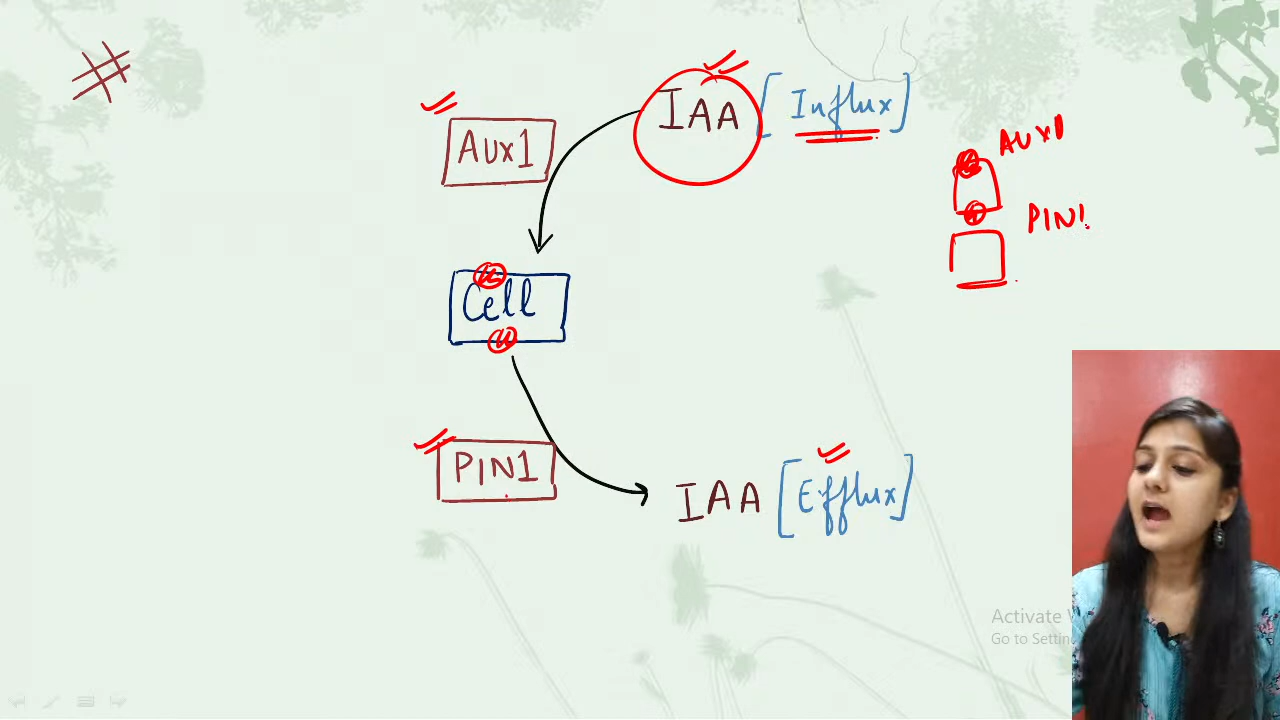 IAA [Influx]
Aux1
AUX1
PIN1
Cell
PIN1
IAA [Efflux]
Activate
Go to Settin